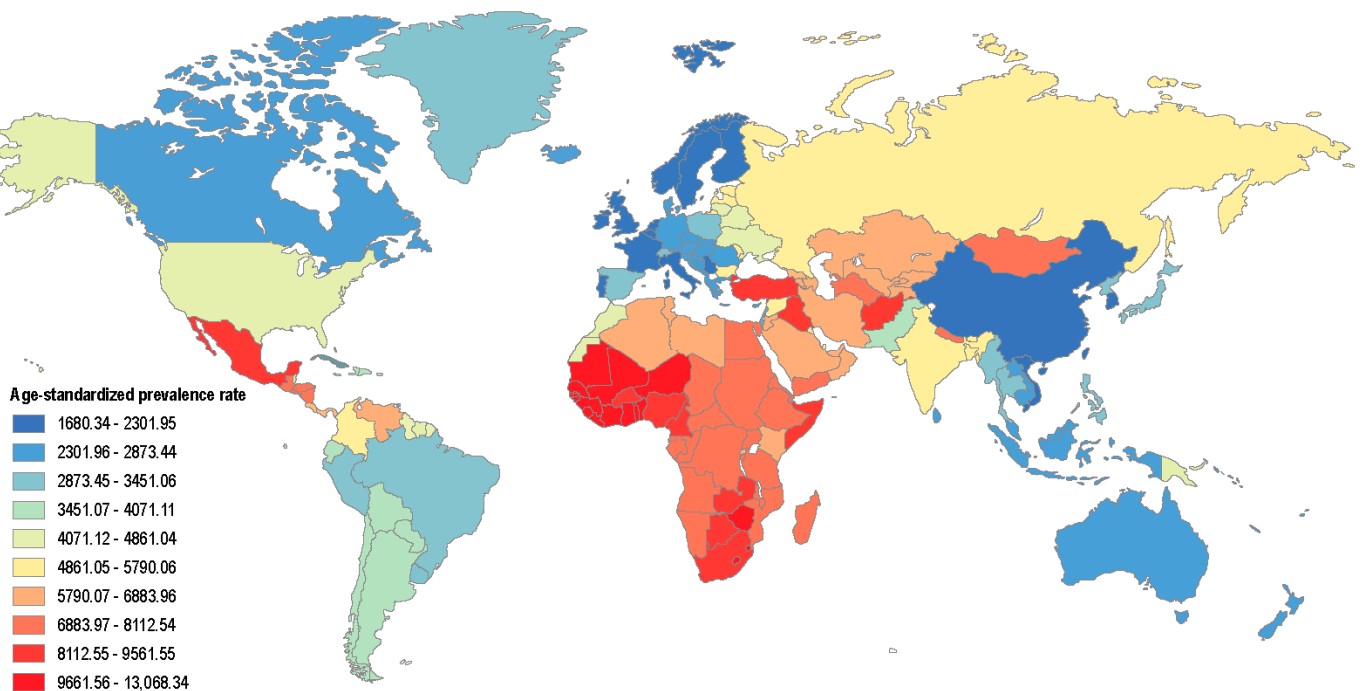 Age-standardized prevalence rate
1680.34 - 2301.95
2301.96 - 2873.44
2873.45 - 3451.06
3451.07 - 4071.11
4071.12 - 4861.04
4861.05 - 5790.06
5790.07 - 6883.96
6883.97 - 8112.54
8112.55 - 9561.55
9661.56 - 13,068.34